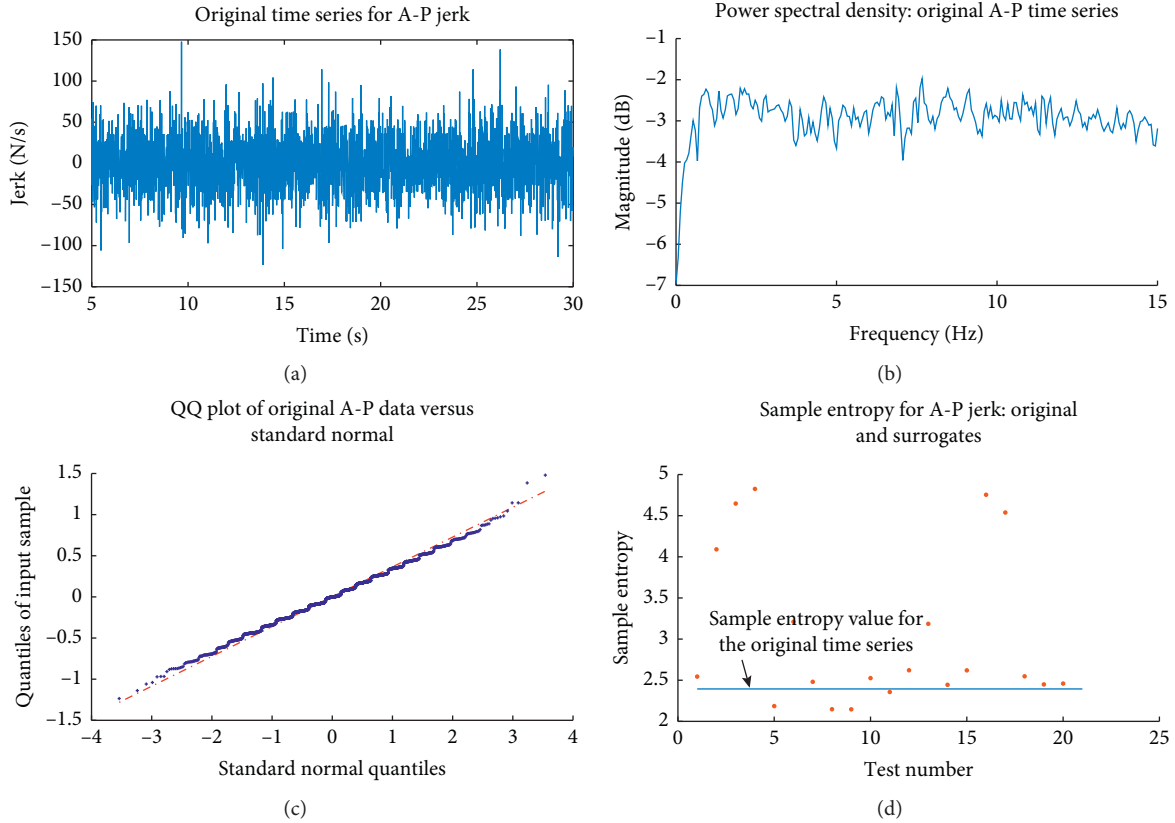 Original time series for A-P jerk
150
100
50
0
−50
−100
−150
Jerk (N/s)
5 10 15 20 25 30
Time (s)
(a)
Power spectral density: original A-P time series
−1
−2
−3
−4
−5
−6
−7
Magnitude (dB)
0 5 10 15
Frequency (Hz)
(b)
QQ plot of original A-P data versus
standard normal
1.5
1
0.5
0
−0.5
−1
−1.5
Quantiles of input sample
−4 −3 −2 −1 0 1 2 3 4
Standard normal quantiles
(c)
Sample entropy for A-P jerk: original
and surrogates
5
4.5
4
3.5
3
2.5
2
Sample entropy
Sample entropy value for
the original time series
0 5 10 15 20 25
Test number
(d)